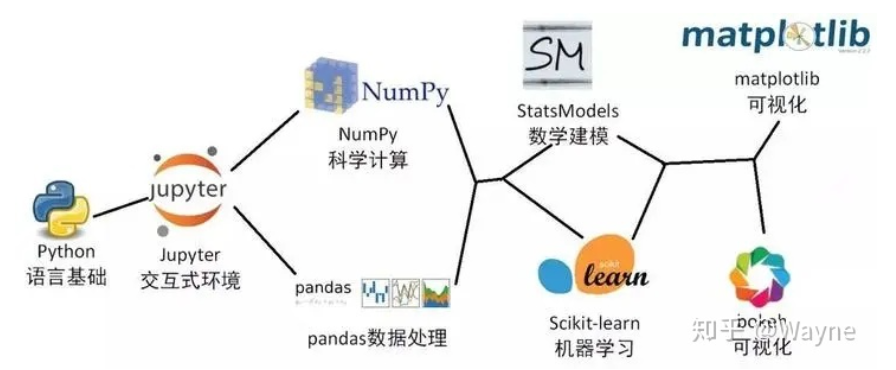 Python
语言基础
jupyter
Jupyter
交互式环境
NumPy
NumPy
科学计算
pandas
pandas数据处理
SM
StatsModels
数学建模
scikit
learn
Scikit-learn
机器学习
matplotlib
matplotlib
可视化
bokeh
可视化
知乎 @Wayne